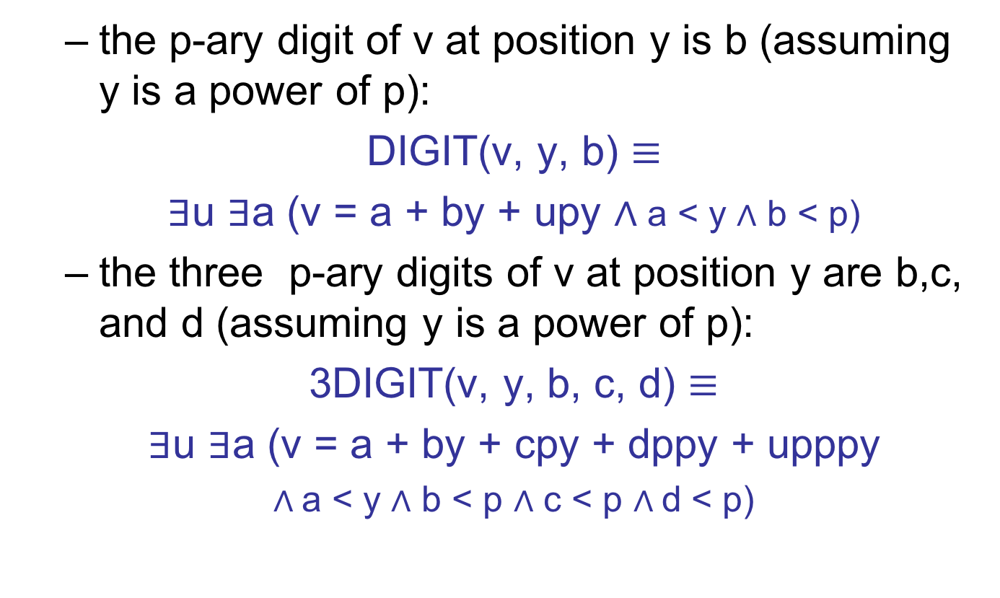 – the p-ary digit of v at position y is b (assuming
y is a power of p):
DIGIT(v, y, b) ≡
∃u ∃a (v = a + by + upy ∧ a < y ∧ b < p)
– the three  p-ary digits of v at position y are b,c,
and d (assuming y is a power of p):
3DIGIT(v, y, b, c, d) ≡
∃u ∃a (v = a + by + cpy + dppy + upppy
∧ a < y ∧ b < p ∧ c < p ∧ d < p)